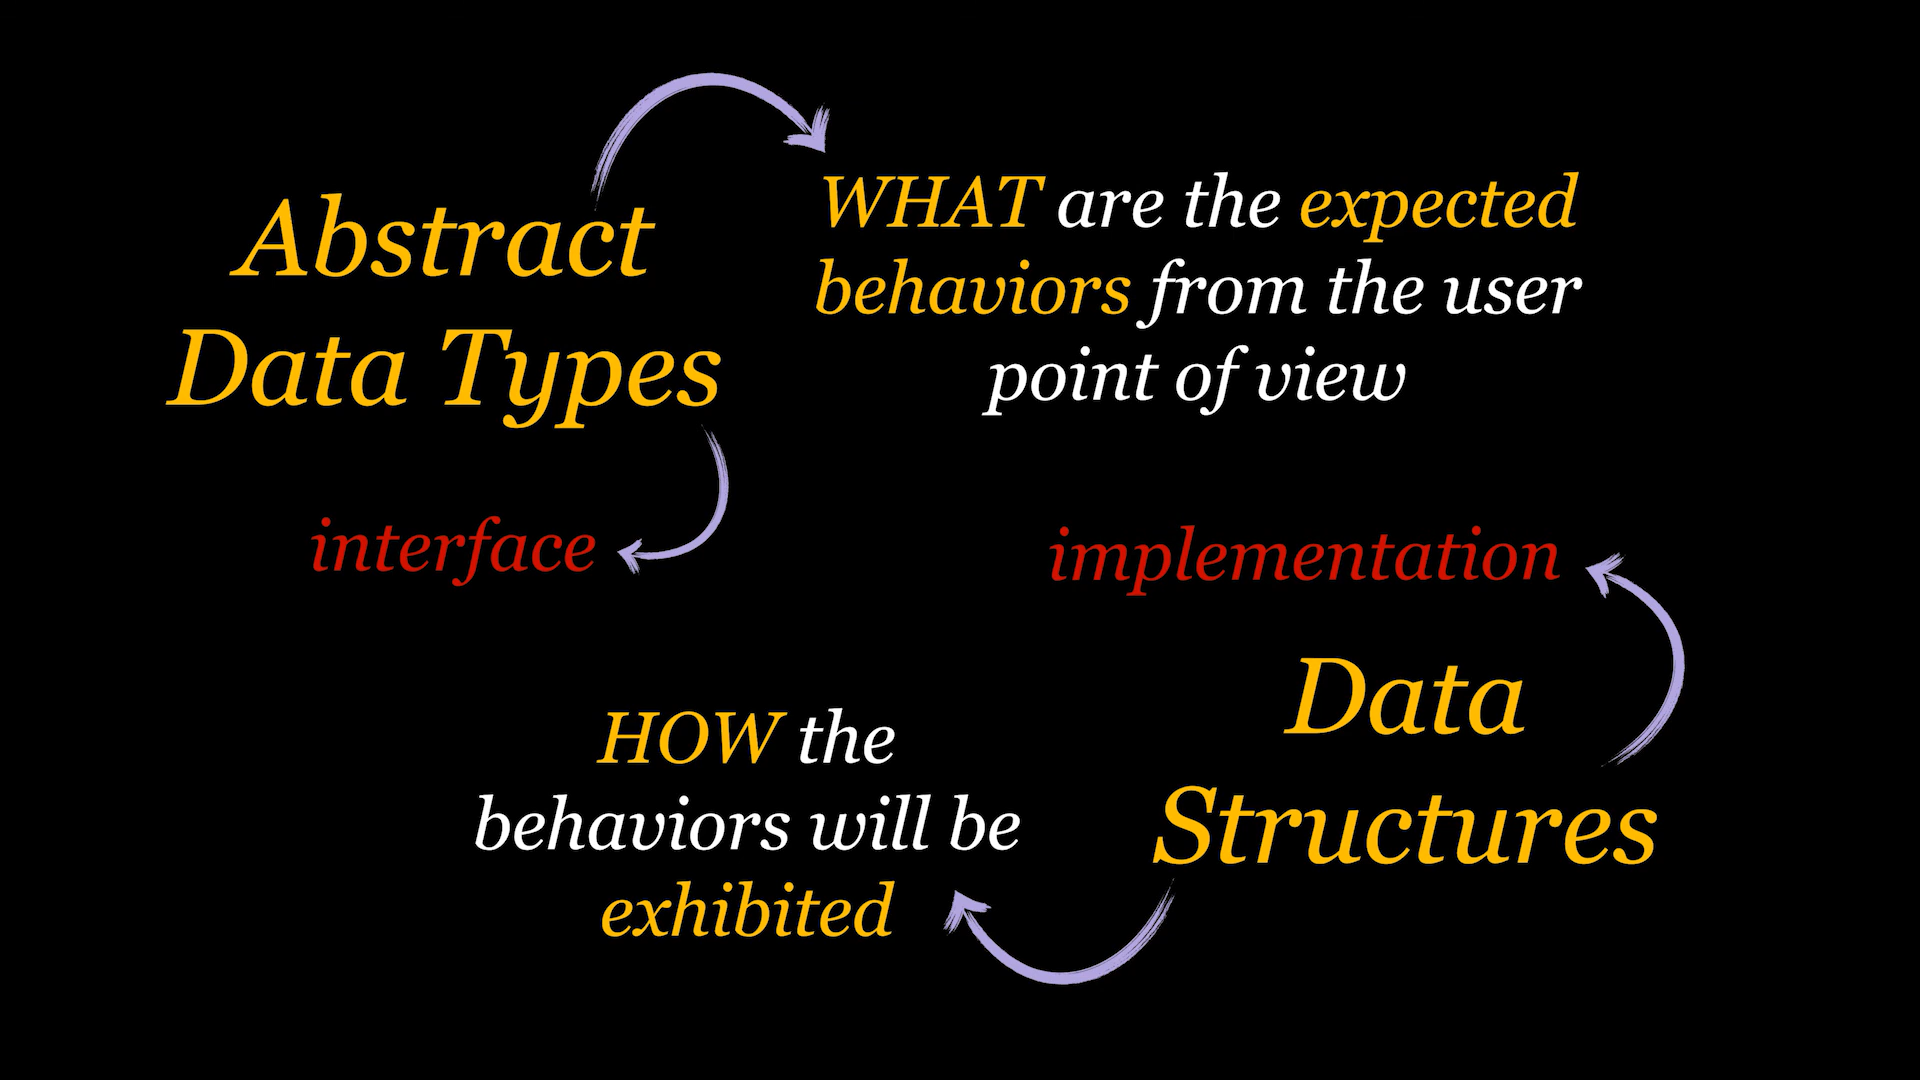 Abstract
Data Types
WHAT are the expected
behaviors from the user
point of view
interface
implementation
Data
Structures
HOW the
behaviors will be
exhibited